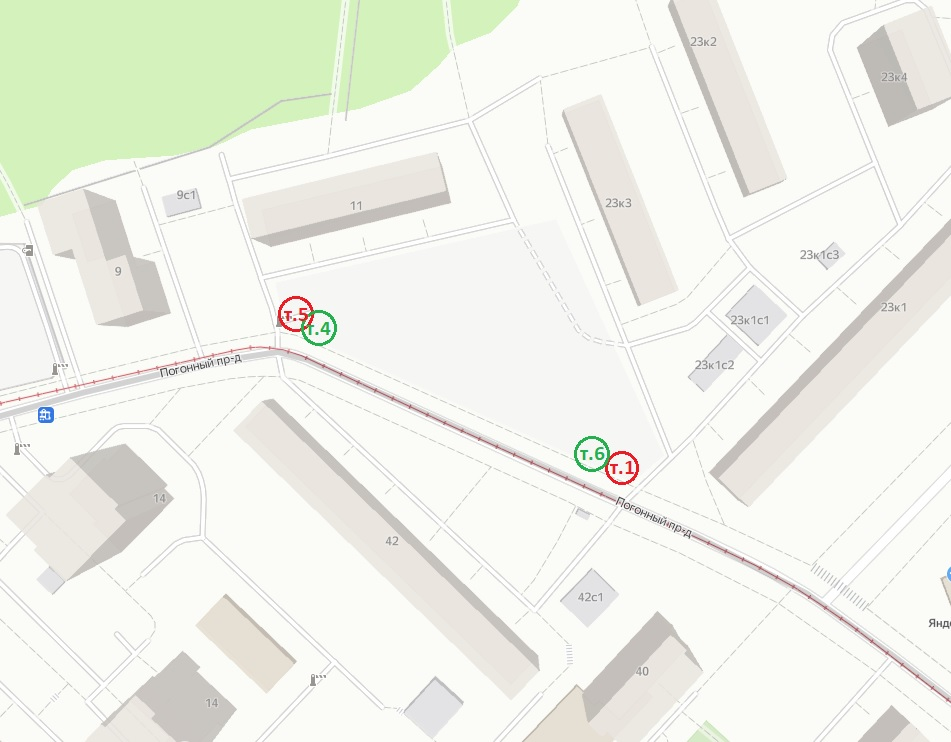 23к2
23к4
9с1
11
23к3
23к1с3
9
23к1
т.5
т.4
23к1с1
Погонный пр-д
23к1с2
т.6
т.1
14
Погонный пр-д
42
42с1
Янде
40
14